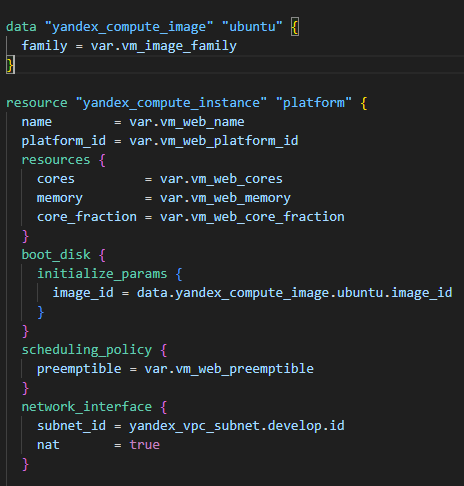 data "yandex_compute_image" "ubuntu" {
  family = var.vm_image_family
}

resource "yandex_compute_instance" "platform" {
  name        = var.vm_web_name
  platform_id = var.vm_web_platform_id
  resources {
    cores         = var.vm_web_cores
    memory        = var.vm_web_memory
    core_fraction = var.vm_web_core_fraction
  }
  boot_disk {
    initialize_params {
      image_id = data.yandex_compute_image.ubuntu.image_id
    }
  }
  scheduling_policy {
    preemptible = var.vm_web_preemptible
  }
  network_interface {
    subnet_id = yandex_vpc_subnet.develop.id
    nat       = true
  }